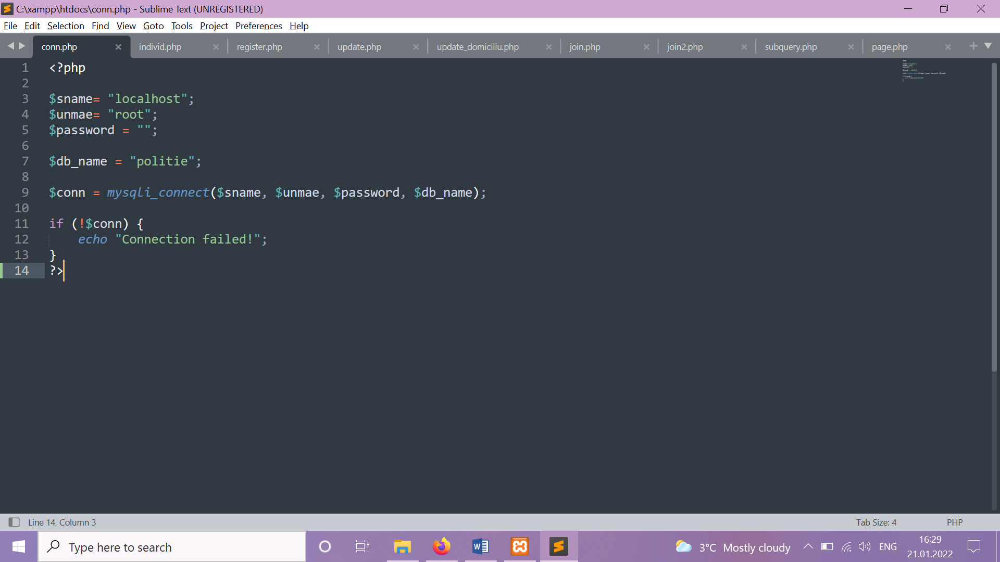 C:\xampp\htdocs\conn.php - Sublime Text (UNREGISTERED)
File Edit Selection Find View Goto Tools Project Preferences Help
conn.php individ.php register.php update.php update_domiciliu.php join.php join2.php subquery.php page.php
1 <?php
2
3 $sname= "localhost";
4 $unmae= "root";
5 $password = "";
6
7 $db_name = "politie";
8
9 $conn = mysqli_connect($sname, $unmae, $password, $db_name);
10
11 if (!$conn) {
12 echo "Connection failed!";
13 }
14 ?>
Line 14, Column 3 Tab Size: 4 PHP
Type here to search 3°C Mostly cloudy ENG 16:29
21.01.2022